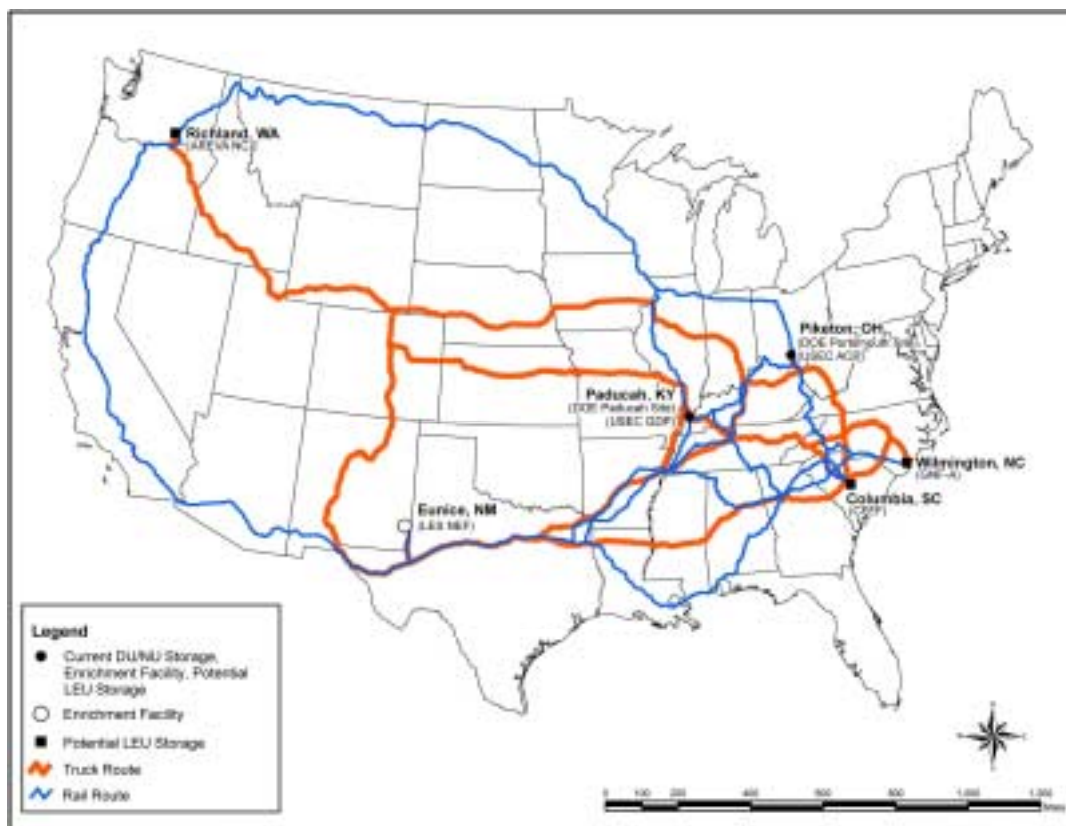 Richland, WA
(AREVA NC)
Piketon, OH
(DOE Portsmouth Site)
(USEC ACP)
Paducah, KY
(DOE Paducah Site)
(USEC GDP)
Wilmington, NC
(GNF-A)
Columbia, SC
Eunice, NM
(LES NEF)
Legend
Current DU/NU Storage,
Enrichment Facility, Potential
LEU Storage
Enrichment Facility
Potential LEU Storage
Truck Route
Rail Route
0 100 200 400 600 800 1,000 1,200
Miles